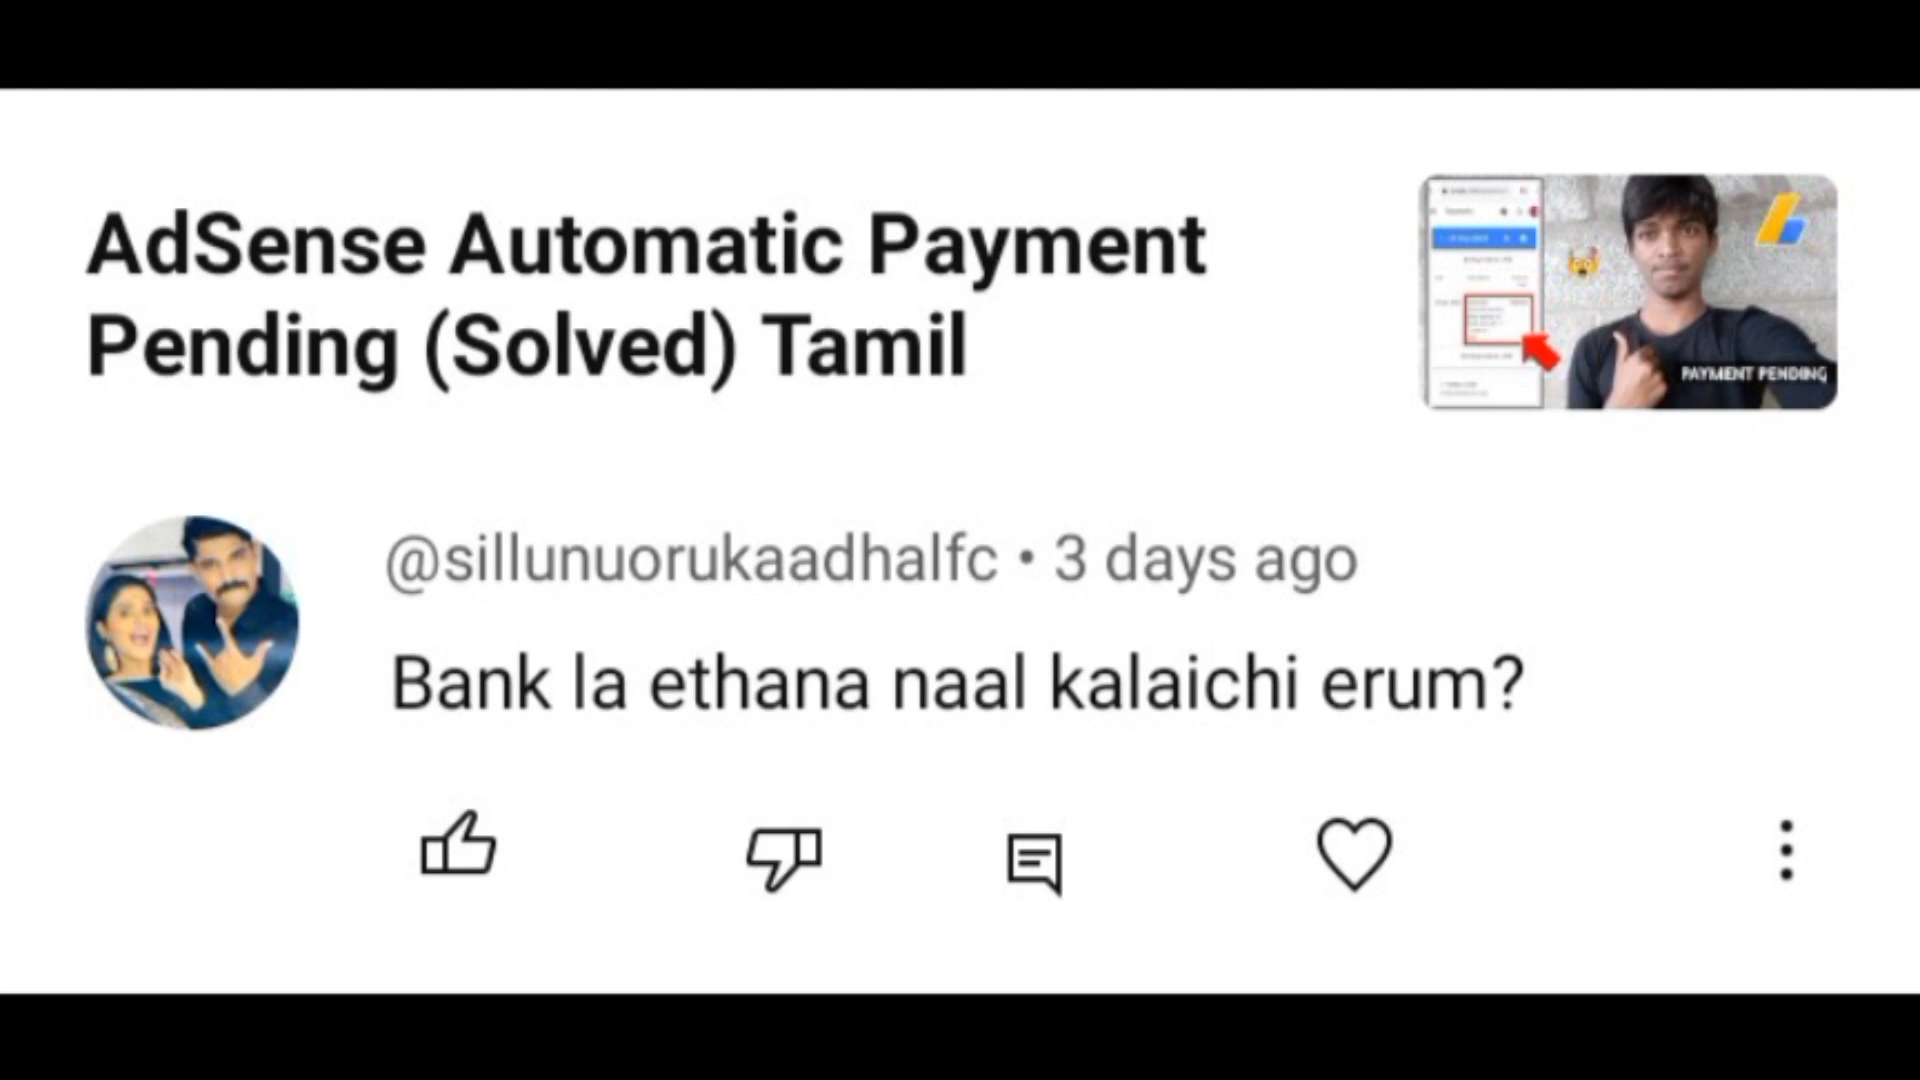 AdSense Automatic Payment
Pending (Solved) Tamil
PAYMENT PENDING
@sillunuorukaadhalfc • 3 days ago
Bank la ethana naal kalaichi erum?